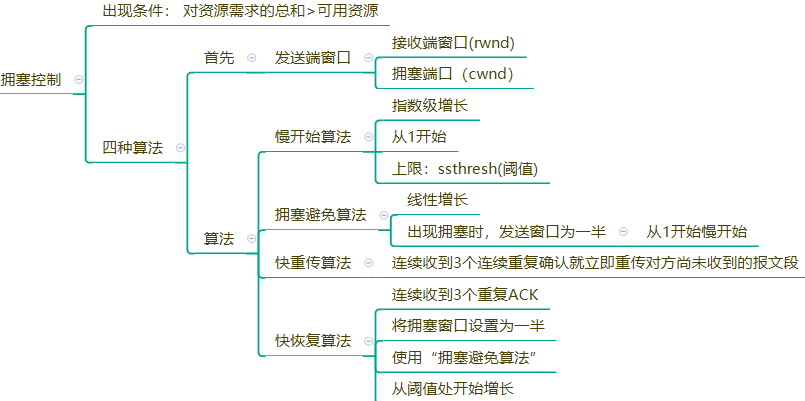 出现条件： 对资源需求的总和>可用资源
拥塞控制
四种算法
首先
发送端窗口
接收端窗口(rwnd)
拥塞端口（cwnd）
算法
慢开始算法
指数级增长
从1开始
上限：ssthresh(阈值)
拥塞避免算法
线性增长
出现拥塞时，发送窗口为一半
从1开始慢开始
快重传算法
连续收到3个连续重复确认就立即重传对方尚未收到的报文段
快恢复算法
连续收到3个重复ACK
将拥塞窗口设置为一半
使用“拥塞避免算法”
从阈值处开始增长